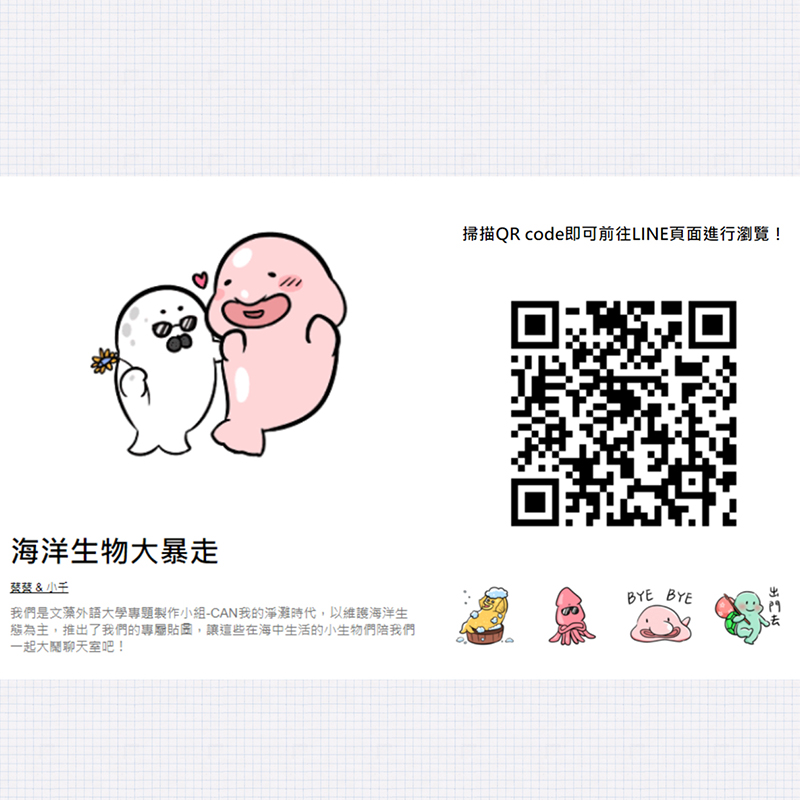 掃描QR code即可前往LINE頁面進行瀏覽！
海洋生物大暴走
蝅蝅 & 小千
我們是文藻外語大學專題製作小組-CAN我的淨灘時代，以維護海洋生
態為主，推出了我們的專屬貼圖，讓這些在海中生活的小生物們陪我們
一起大鬧聊天室吧！
BYE BYE
出門去